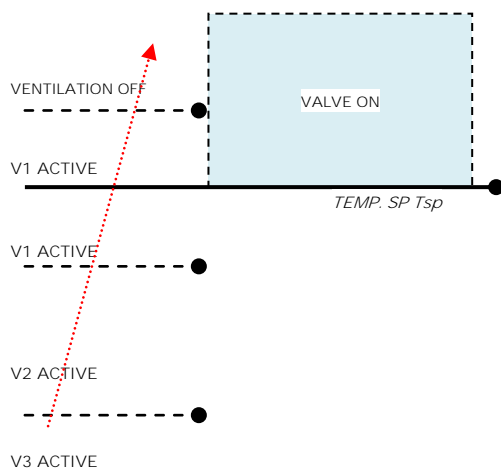 VENTILATION OFF
VALVE ON
V1 ACTIVE
TEMP. SP Tsp
V1 ACTIVE
V2 ACTIVE
V3 ACTIVE